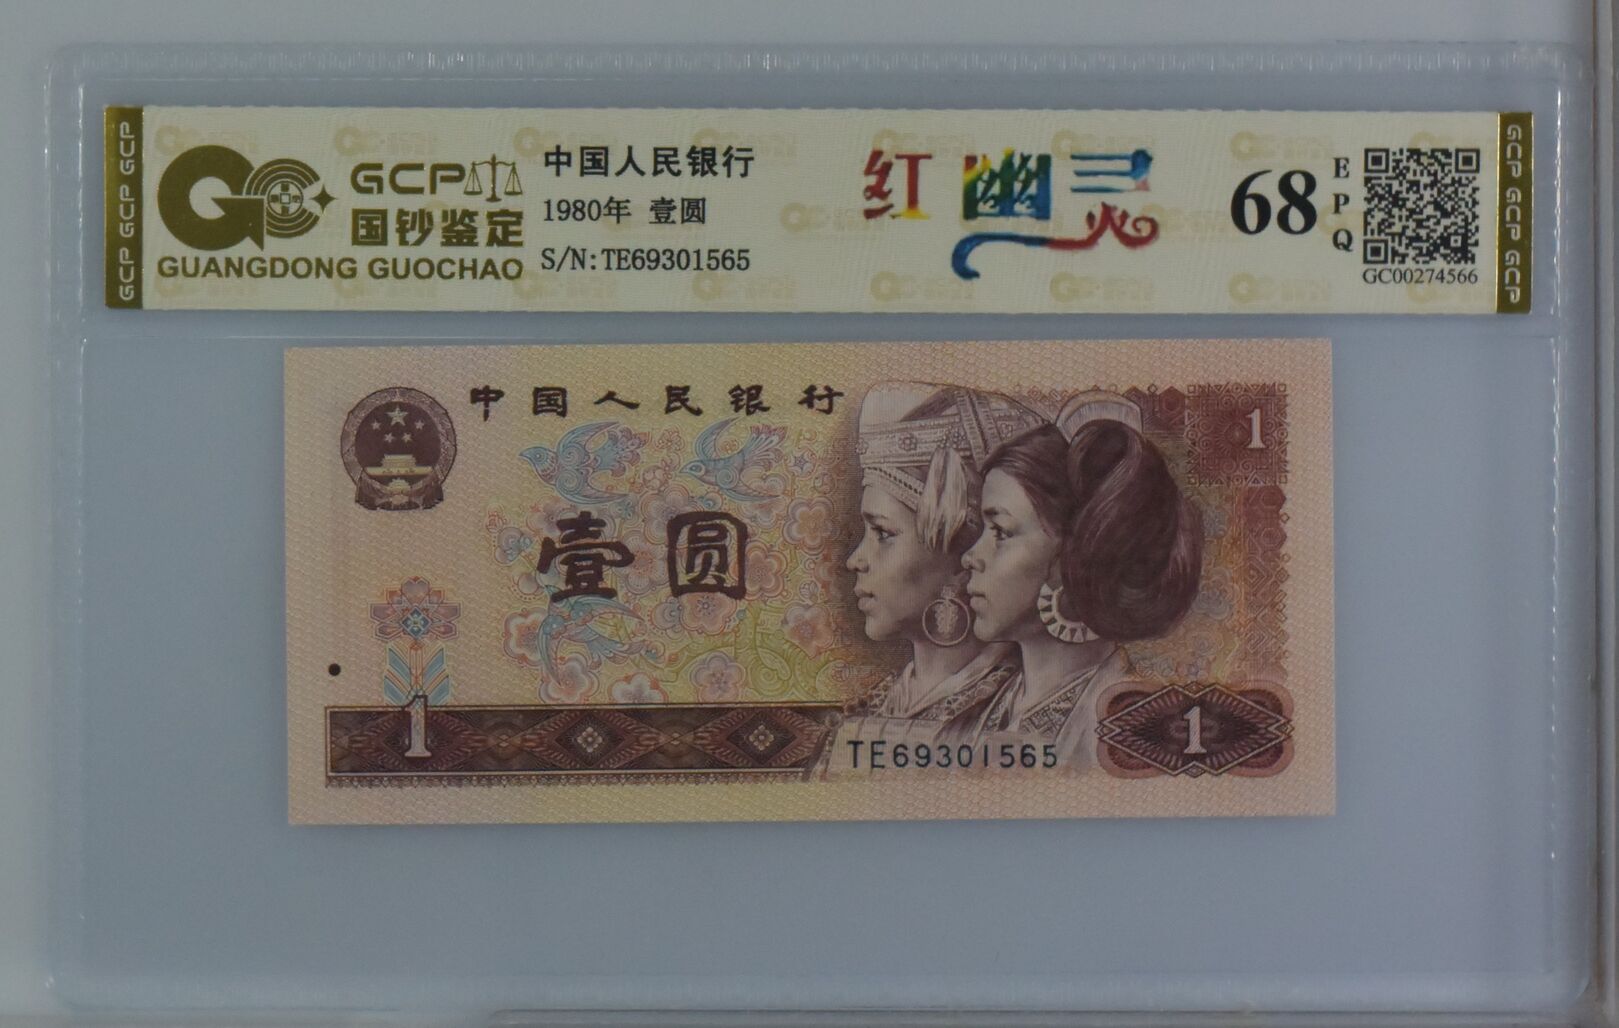 GCP GCP GCP
GCP
国钞鉴定
GUANGDONG GUOCHAO
中国人民银行
1980年 壹圆
S/N:TE69301565
红幽灵
68
EPQ
GC00274566
GCP GCP GCP
中国人民银行
1
壹圆
1
TE69301565
1